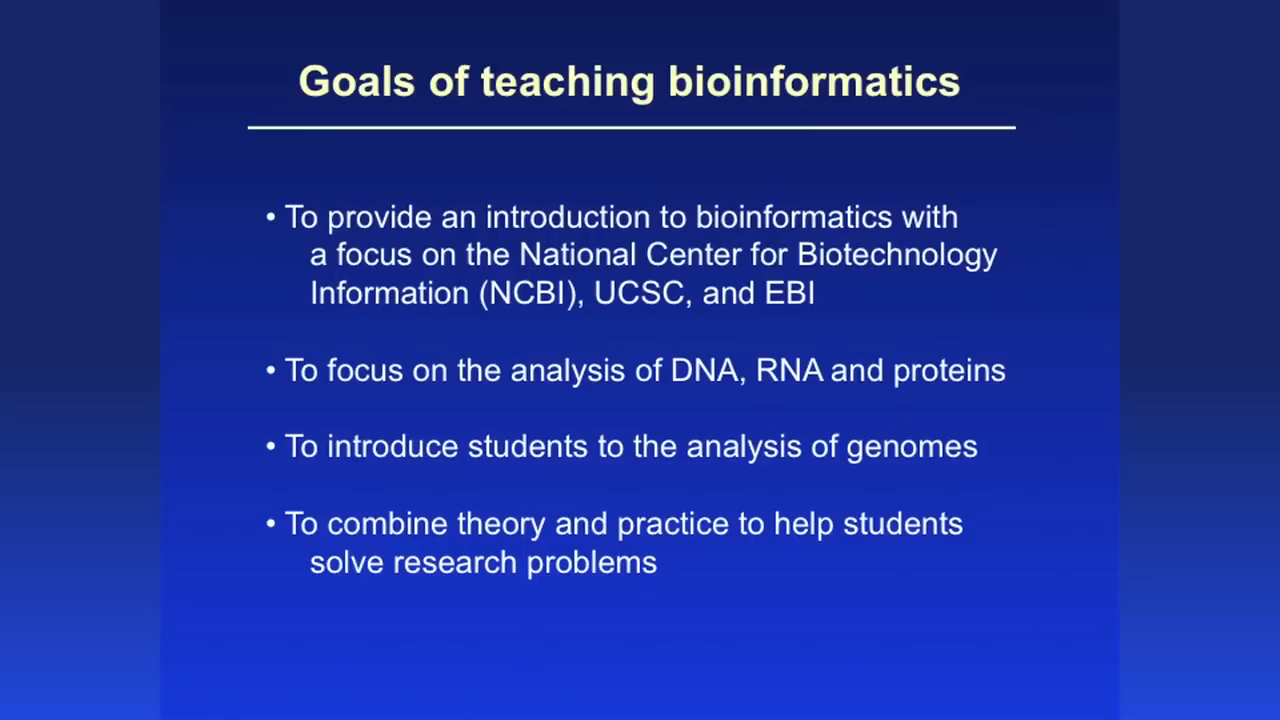 Goals of teaching bioinformatics
• To provide an introduction to bioinformatics with
a focus on the National Center for Biotechnology
Information (NCBI), UCSC, and EBI
• To focus on the analysis of DNA, RNA and proteins
• To introduce students to the analysis of genomes
• To combine theory and practice to help students
solve research problems